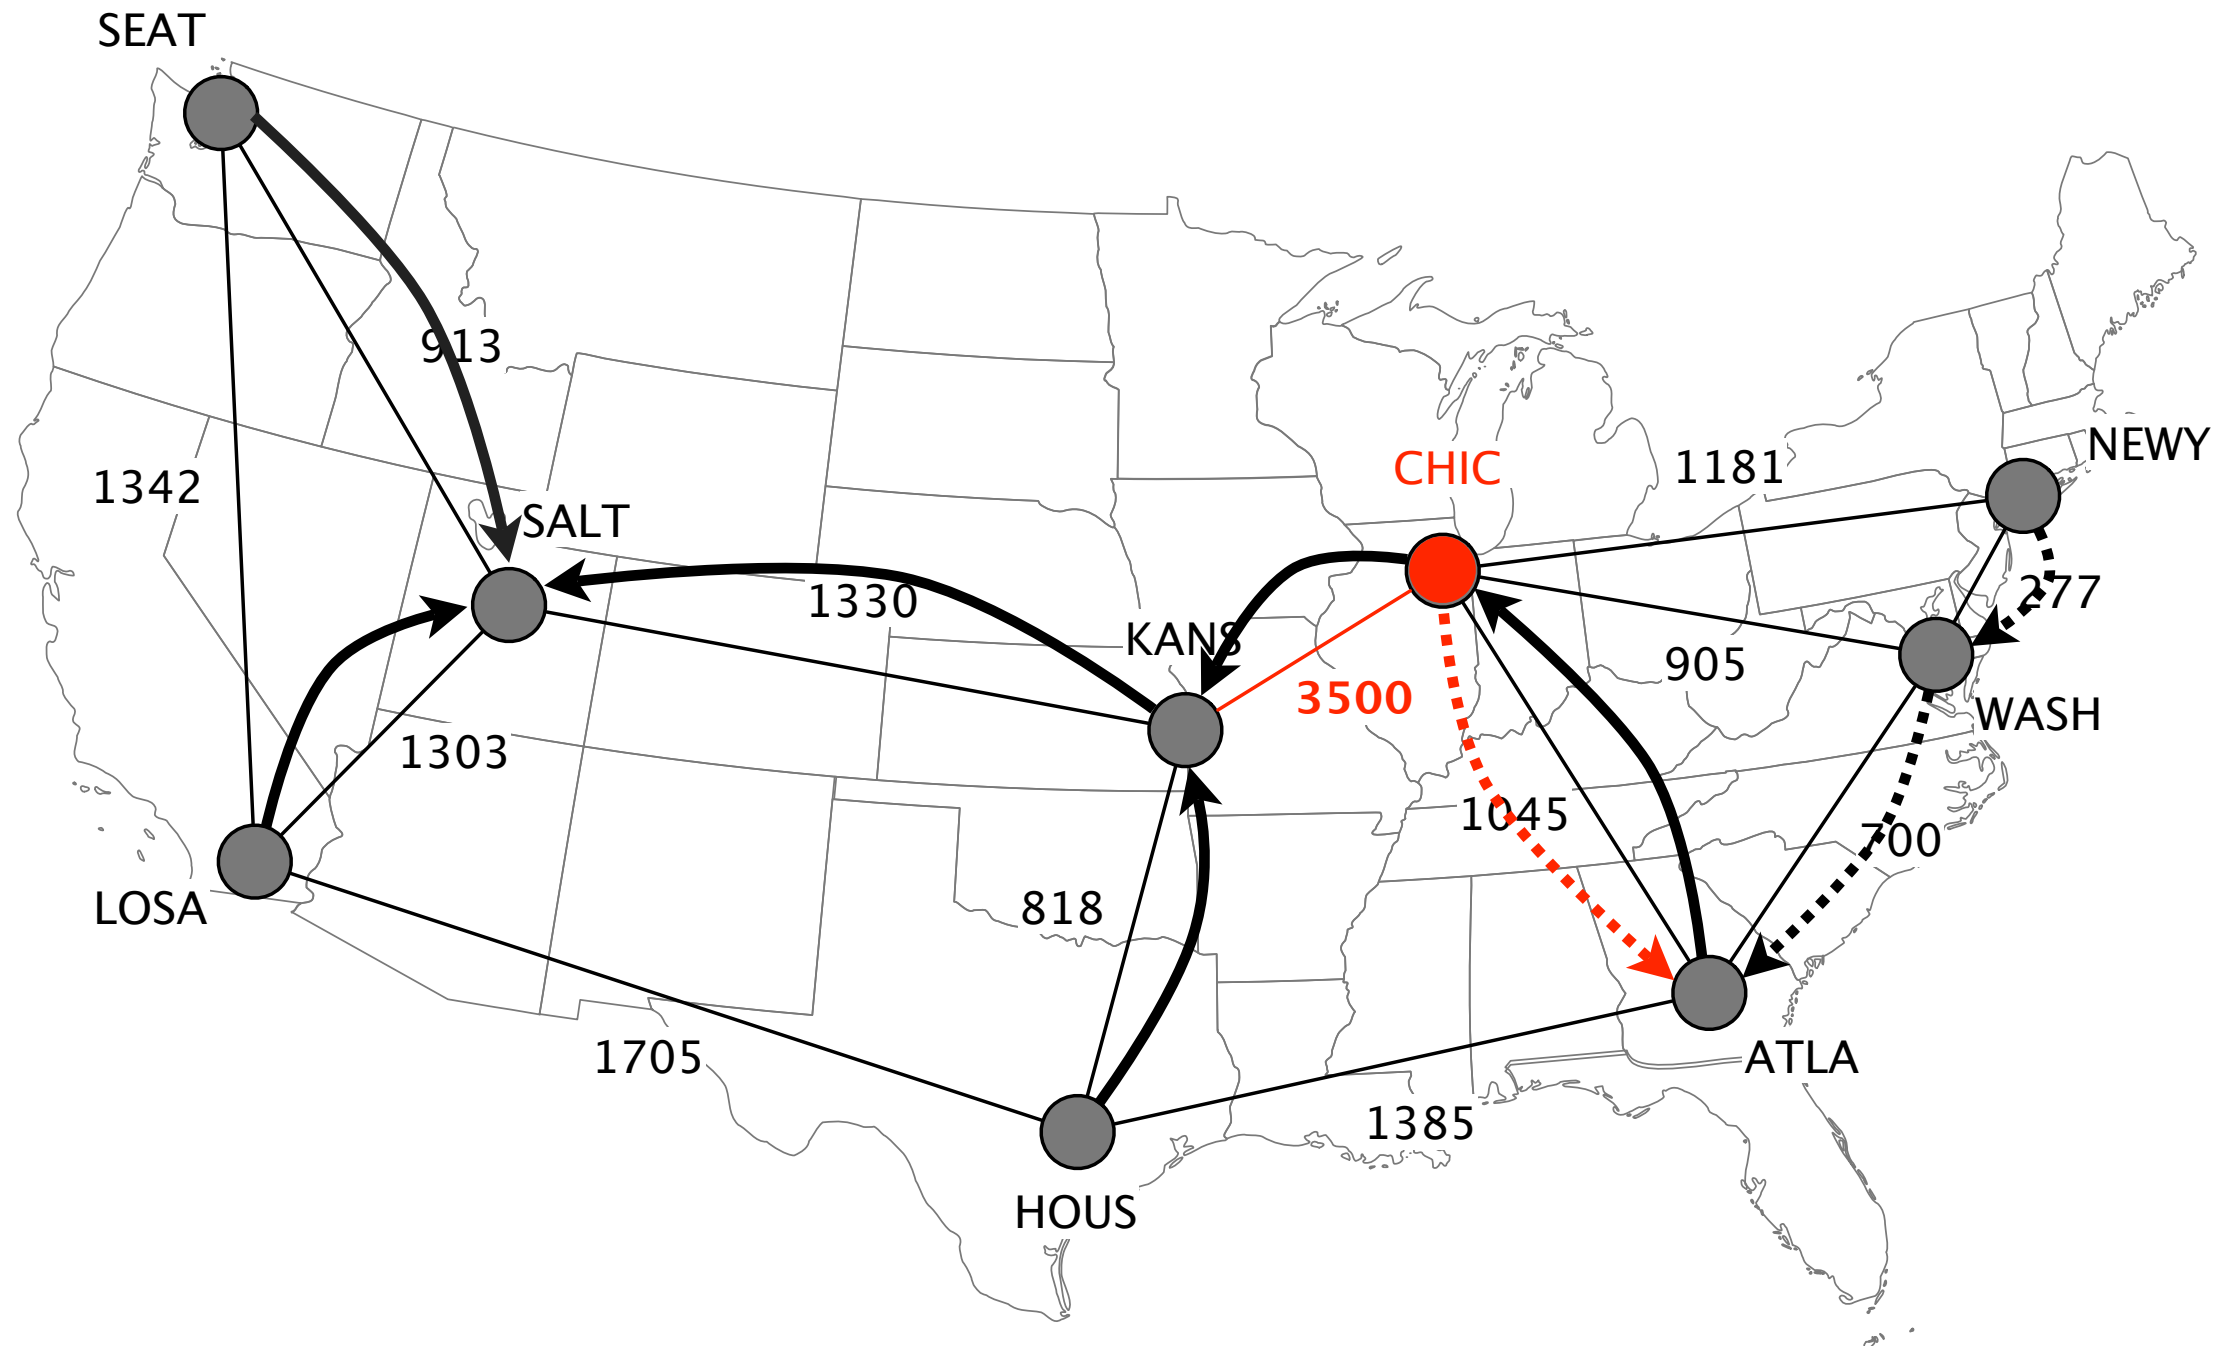 SEAT
913
1342
SALT
1330
KANS
CHIC
3500
1181
NEWY
277
905
WASH
1303
1045
700
LOSA
818
1705
1385
ATLA
HOUS